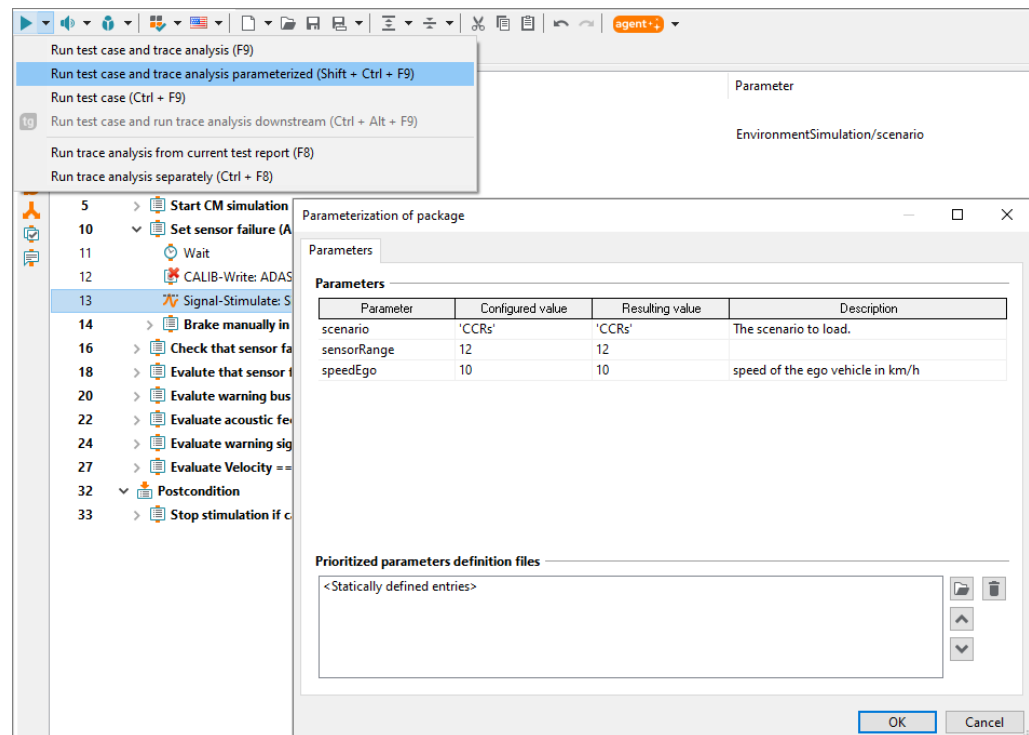 agent
Run test case and trace analysis (F9)
Run test case and trace analysis parameterized (Shift + Ctrl + F9)
Run test case (Ctrl + F9)
tg Run test case and run trace analysis downstream (Ctrl + Alt + F9)
Run trace analysis from current test report (F8)
Run trace analysis separately (Ctrl + F8)
Parameter
EnvironmentSimulation/scenario
5 Start CM simulation
10 Set sensor failure (A
11 Wait
12 CALIB-Write: ADAS
13 Signal-Stimulate: S
14 Brake manually in
16 Check that sensor fa
18 Evalute that sensor f
20 Evalute warning bus
22 Evaluate acoustic fe
24 Evaluate warning sig
27 Evaluate Velocity ==
32 Postcondition
33 Stop stimulation if c
Parameterization of package
Parameters
Parameters
Parameter Configured value Resulting value Description
scenario 'CCRs' 'CCRs' The scenario to load.
sensorRange 12 12
speedEgo 10 10 speed of the ego vehicle in km/h
Prioritized parameters definition files
<Statically defined entries>
OK Cancel